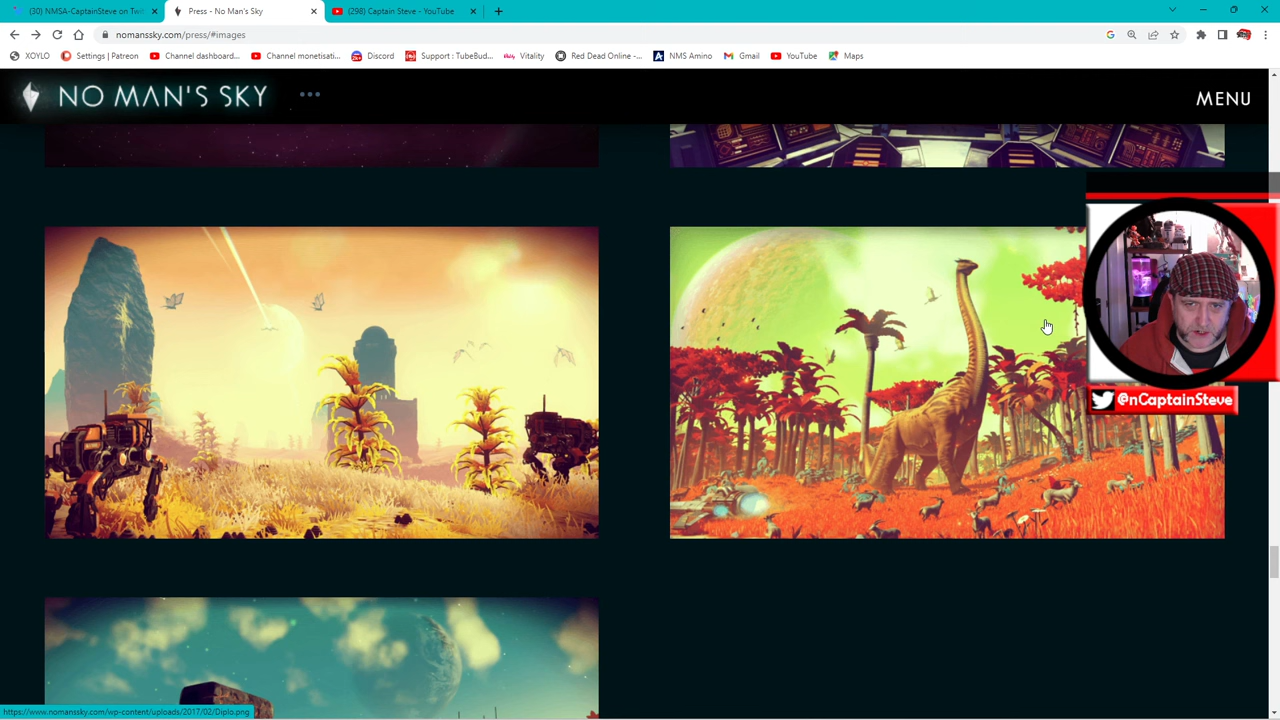 (30) NMSA-CaptainSteve on Twi
Press - No Man's Sky
(298) Captain Steve - YouTube
nomanssky.com/press/#images
XOYLO
Settings | Patreon
Channel dashboard...
Channel monetisati...
Discord
Support : TubeBud...
Vitality
Red Dead Online -...
NMS Amino
Gmail
YouTube
Maps
NO MAN'S SKY
MENU
@nCaptainSteve
https://www.nomanssky.com/wp-content/uploads/2017/02/Diplo.png